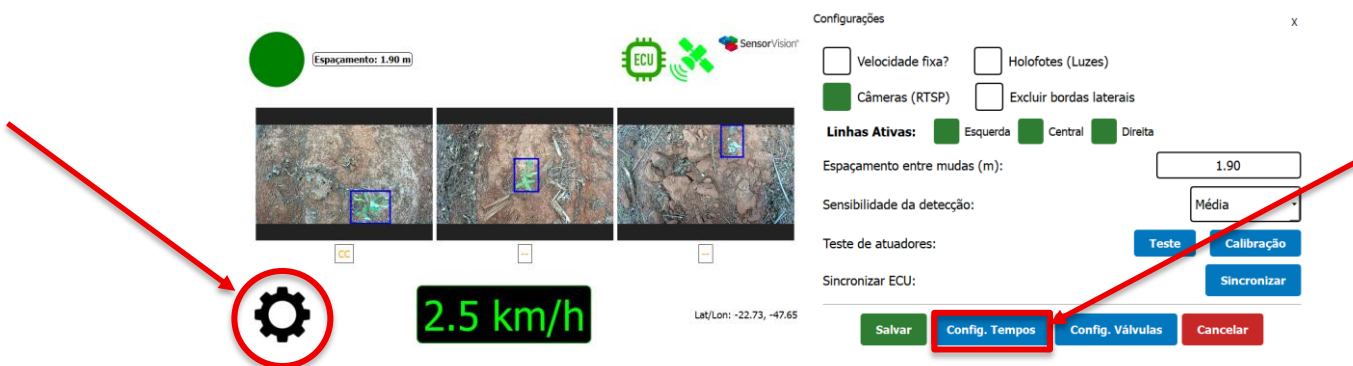 Espaçamento: 1.90 m
ECU
SensorVision®
CC
--
--
2.5 km/h
Lat/Lon: -22.73, -47.65
Configurações
X
Velocidade fixa?
Holofotes (Luzes)
Câmeras (RTSP)
Excluir bordas laterais
Linhas Ativas: Esquerda Central Direita
Espaçamento entre mudas (m): 1.90
Sensibilidade da detecção: Média
Teste de atuadores: Teste Calibração
Sincronizar ECU: Sincronizar
Salvar Config. Tempos Config. Válvulas Cancelar